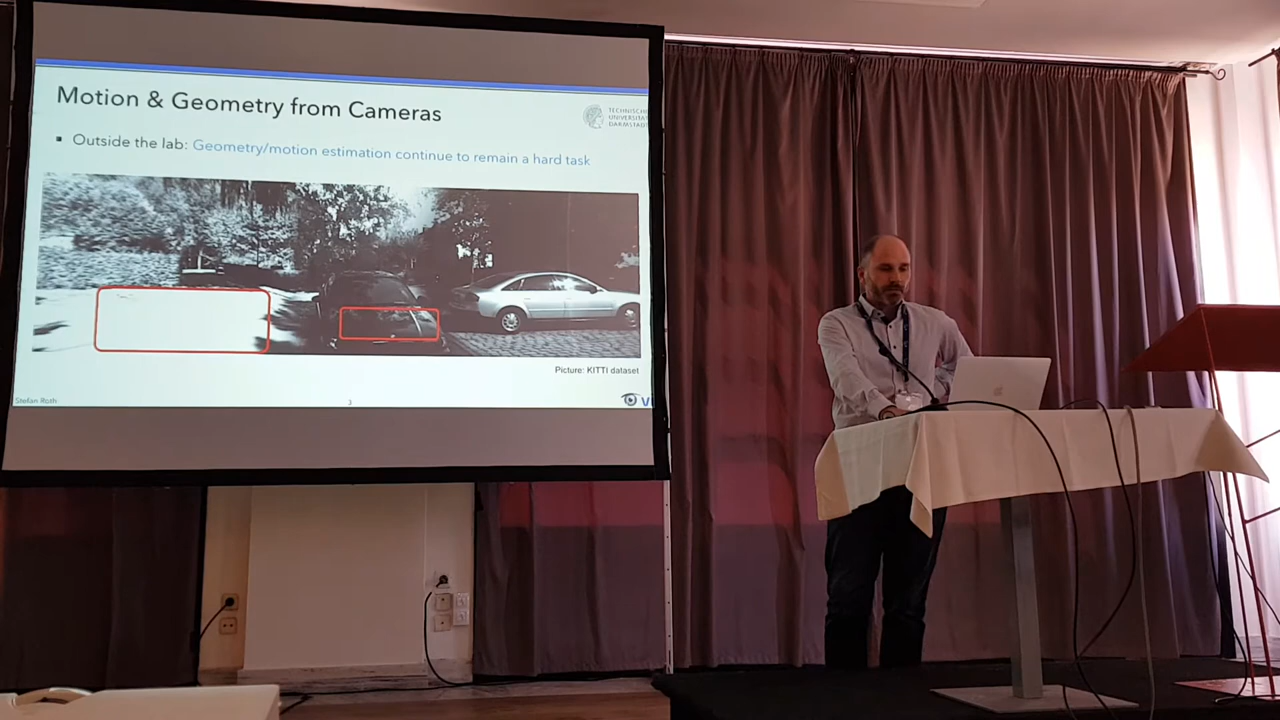 Motion & Geometry from Cameras
TECHNISCHE
UNIVERSITÄT
DARMSTADT
▪ Outside the lab: Geometry/motion estimation continue to remain a hard task
Picture: KITTI dataset
Stefan Roth
3